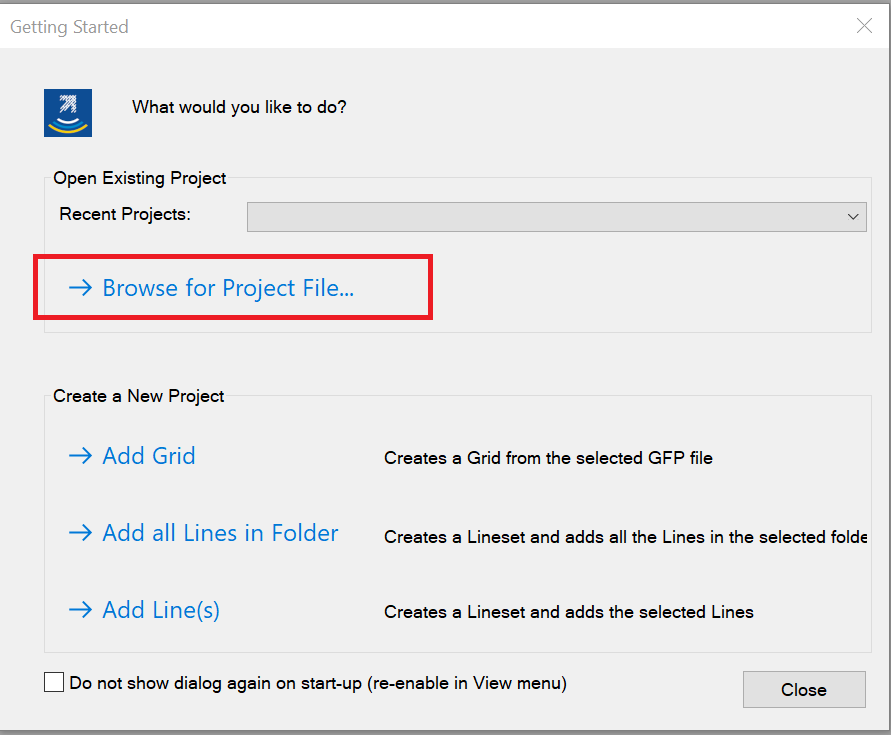 Getting Started
What would you like to do?
Open Existing Project
Recent Projects:
Browse for Project File...
Create a New Project
Add Grid
Creates a Grid from the selected GFP file
Add all Lines in Folder
Creates a Lineset and adds all the Lines in the selected folde
Add Line(s)
Creates a Lineset and adds the selected Lines
Do not show dialog again on start-up (re-enable in View menu)
Close